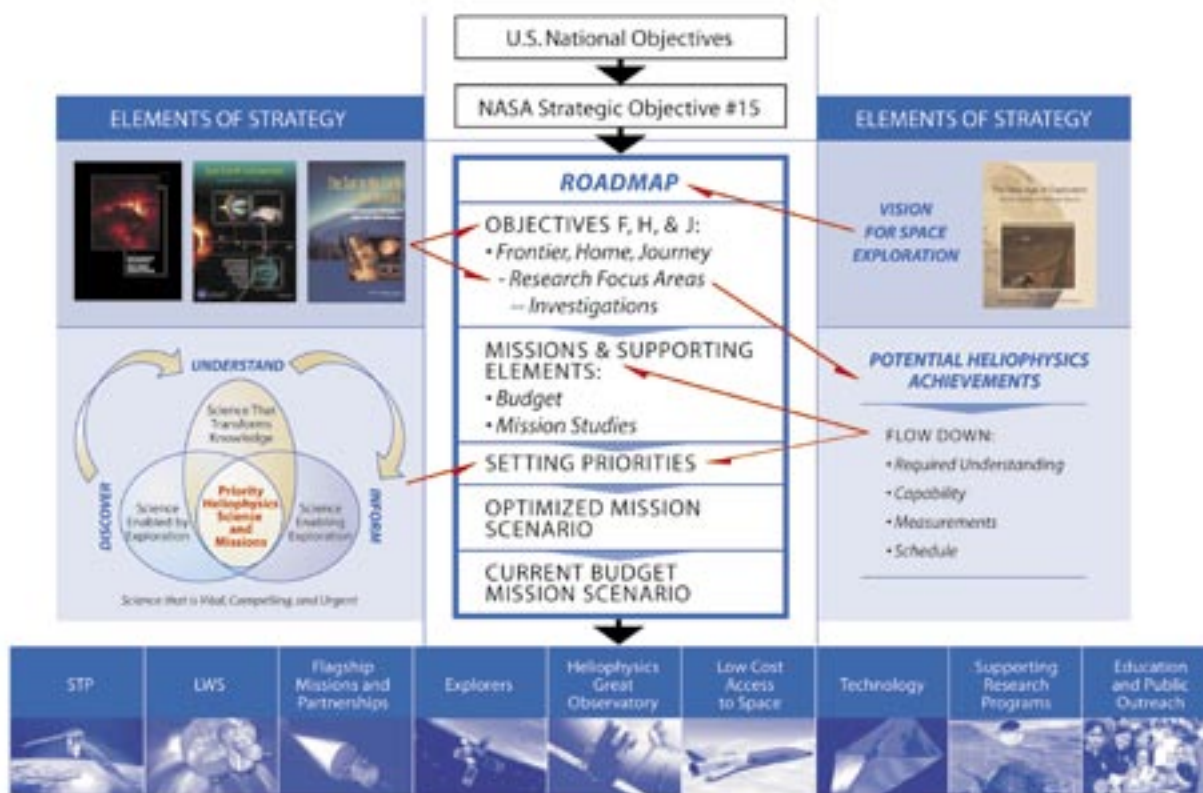 U.S. National Objectives
NASA Strategic Objective #15
ELEMENTS OF STRATEGY
The Sun to the Earth
UNDERSTAND
Science That
Transforms
Knowledge
DISCOVER
Science
Enabled by
Exploration
Priority
Heliophysics
Science
and
Missions
Science
Enabling
Exploration
INFORM
Science that is Vital, Compelling, and Urgent
ROADMAP
OBJECTIVES F, H, & J:
• Frontier, Home, Journey
- Research Focus Areas
-- Investigations
MISSIONS & SUPPORTING
ELEMENTS:
• Budget
• Mission Studies
SETTING PRIORITIES
OPTIMIZED MISSION
SCENARIO
CURRENT BUDGET
MISSION SCENARIO
ELEMENTS OF STRATEGY
VISION
FOR SPACE
EXPLORATION
POTENTIAL HELIOPHYSICS
ACHIEVEMENTS
FLOW DOWN:
• Required Understanding
• Capability
• Measurements
• Schedule
STP
LWS
Flagship
Missions and
Partnerships
Explorers
Heliophysics
Great
Observatory
Low Cost
Access
to Space
Technology
Supporting
Research
Programs
Education
and Public
Outreach